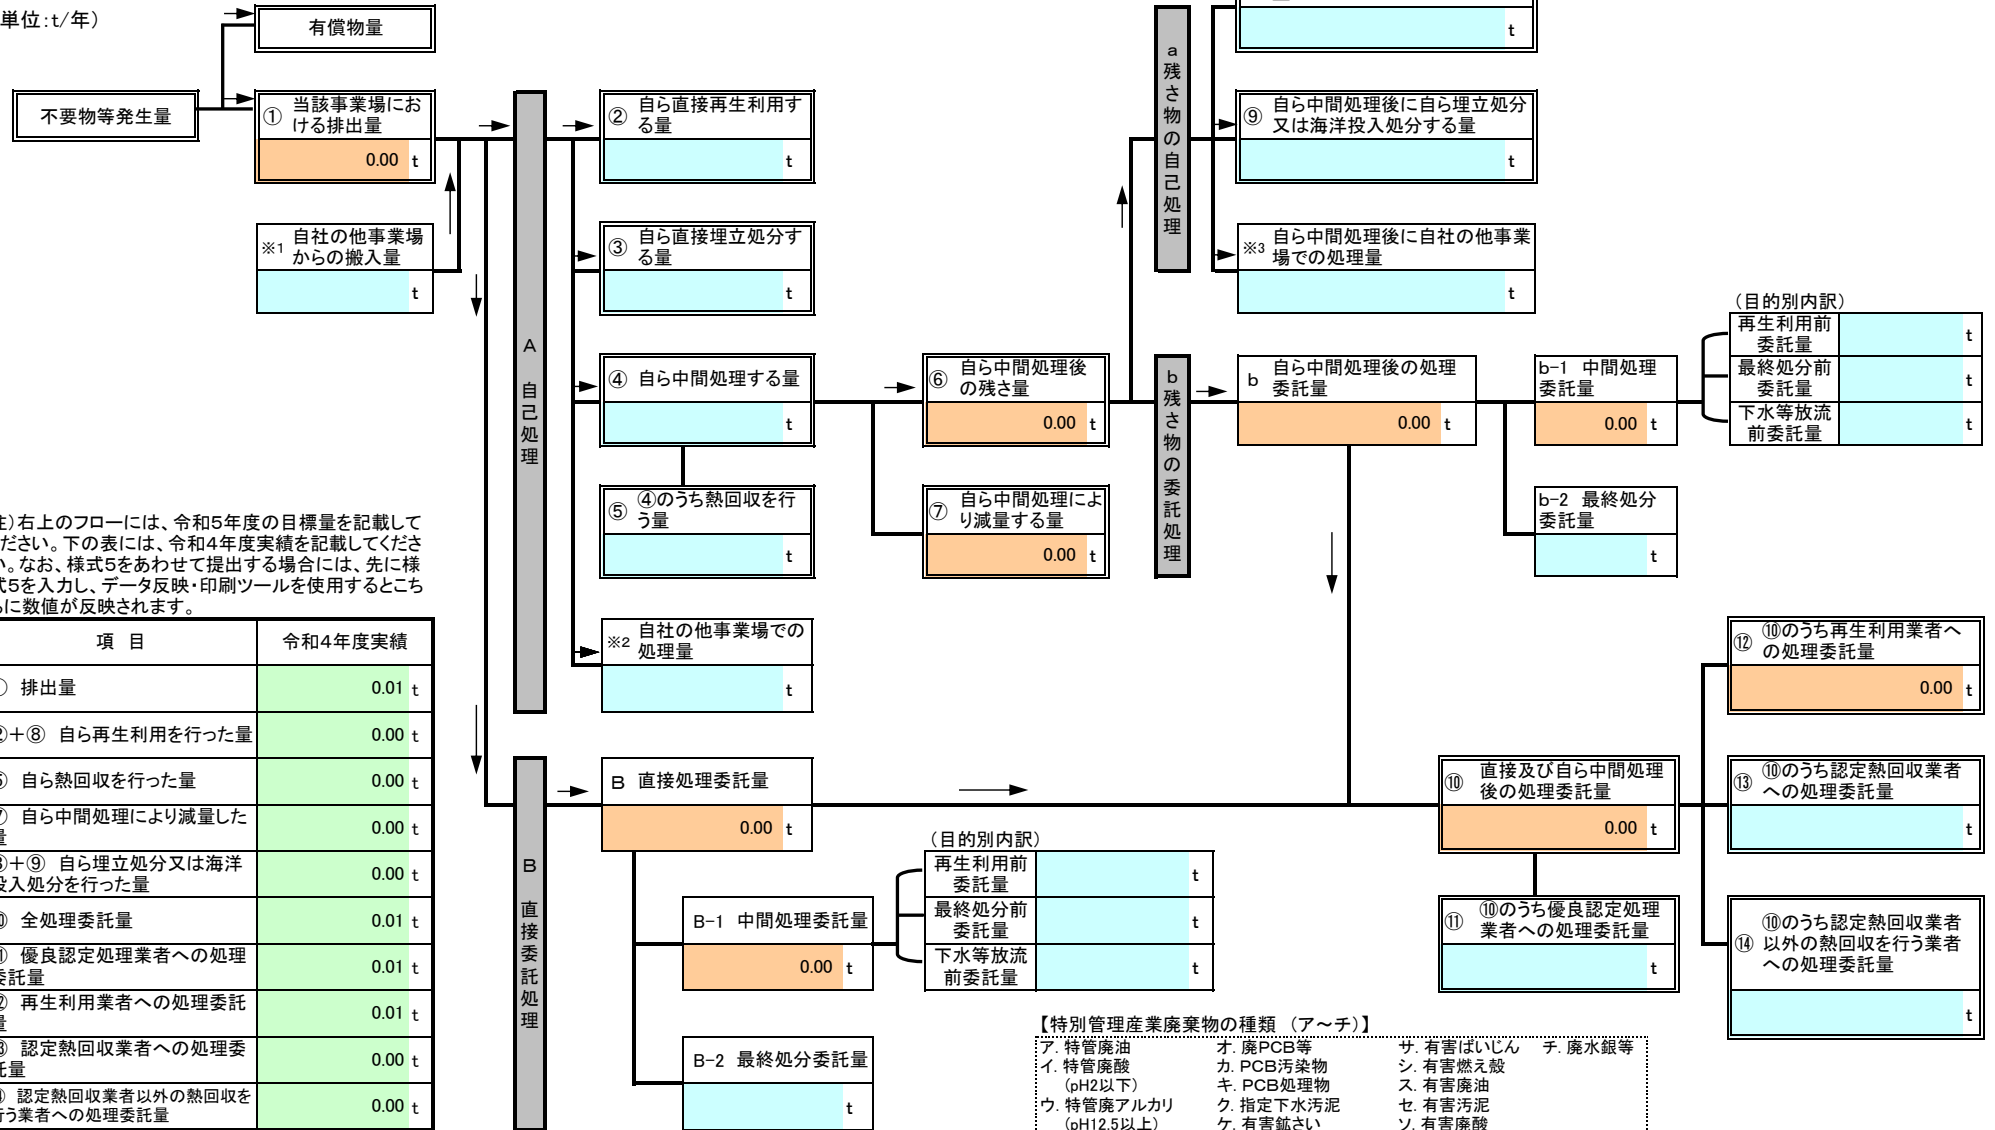 単位:t/年)
有償物量
不要物等発生量
① 当該事業場にお
ける排出量
0.00 t
※1 自社の他事業場
からの搬入量
t
A
自己処理
② 自ら直接再生利用す
る量
t
③ 自ら直接埋立処分す
る量
t
④ 自ら中間処理する量
t
⑤ ④のうち熱回収を行
う量
t
※2 自社の他事業場での
処理量
t
⑥ 自ら中間処理後
の残さ量
0.00 t
⑦ 自ら中間処理によ
り減量する量
0.00 t
a
残さ物の自己処理
t
⑨ 自ら中間処理後に自ら埋立処分
又は海洋投入処分する量
t
※3 自ら中間処理後に自社の他事業
場での処理量
t
b
残さ物の委託処理
b 自ら中間処理後の処理
委託量
0.00 t
b-1 中間処理
委託量
0.00 t
(目的別内訳)
再生利用前
委託量
t
最終処分前
委託量
t
下水等放流
前委託量
t
b-2 最終処分
委託量
t
)右上のフローには、令和5年度の目標量を記載して
ださい。下の表には、令和4年度実績を記載してくださ
。なお、様式5をあわせて提出する場合には、先に様
式5を入力し、データ反映・印刷ツールを使用するとこち
に数値が反映されます。
項 目 令和4年度実績
排出量 0.01 t
+⑧ 自ら再生利用を行った量 0.00 t
自ら熱回収を行った量 0.00 t
自ら中間処理により減量した
量 0.00 t
+⑨ 自ら埋立処分又は海洋
投入処分を行った量 0.00 t
全処理委託量 0.01 t
優良認定処理業者への処理
委託量 0.01 t
再生利用業者への処理委託
量 0.01 t
認定熱回収業者への処理委
託量 0.00 t
認定熱回収業者以外の熱回収を
行う業者への処理委託量 0.00 t
B
直接委託処理
B 直接処理委託量
0.00 t
B-1 中間処理委託量
0.00 t
(目的別内訳)
再生利用前
委託量
t
最終処分前
委託量
t
下水等放流
前委託量
t
B-2 最終処分委託量
t
⑩ 直接及び自ら中間処理
後の処理委託量
0.00 t
⑪ ⑩のうち優良認定処理
業者への処理委託量
t
⑫ ⑩のうち再生利用業者へ
の処理委託量
0.00 t
⑬ ⑩のうち認定熱回収業者
への処理委託量
t
⑭ ⑩のうち認定熱回収業者
以外の熱回収を行う業者
への処理委託量
t
【特別管理産業廃棄物の種類 (ア~チ)】
ア. 特管廃油 オ. 廃PCB等 サ. 有害ばいじん チ. 廃水銀等
イ. 特管廃酸 カ. PCB汚染物 シ. 有害燃え殻
(pH2以下) キ. PCB処理物 ス. 有害廃油
ウ. 特管廃アルカリ ク. 指定下水汚泥 セ. 有害汚泥
(pH12.5以上) ケ. 有害鉱さい ソ. 有害廃酸